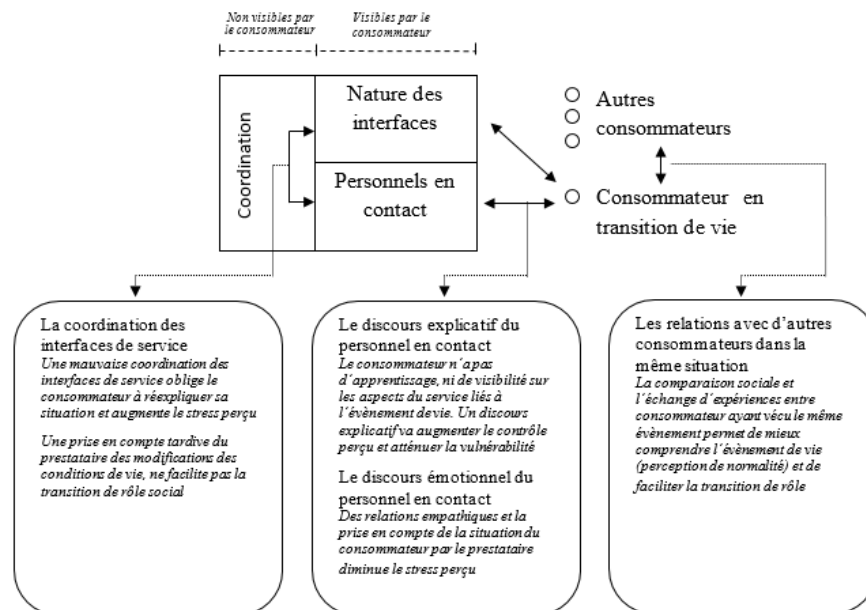 Non visibles par
le consommateur
Visibles par le
consommateur
Coordination
Nature des
interfaces
Personnels en
contact
Autres
consommateurs
Consommateur en
transition de vie
La coordination des
interfaces de service
Une mauvaise coordination des
interfaces de service oblige le
consommateur à réexpliquer sa
situation et augmente le stress perçu
Une prise en compte tardive du
prestataire des modifications des
conditions de vie, ne facilite pas la
transition de rôle social
Le discours explicatif du
personnel en contact
Le consommateur n'a pas
d'apprentissage, ni de visibilité sur
les aspects du service liés à
l'évènement de vie. Un discours
explicatif va augmenter le contrôle
perçu et atténuer la vulnérabilité
Le discours émotionnel du
personnel en contact
Des relations empathiques et la
prise en compte de la situation du
consommateur par le prestataire
diminue le stress perçu
Les relations avec d'autres
consommateurs dans la
même situation
La comparaison sociale et
l'échange d'expériences entre
consommateur ayant vécu le même
évènement permet de mieux
comprendre l'évènement de vie
(perception de normalité) et de
faciliter la transition de rôle